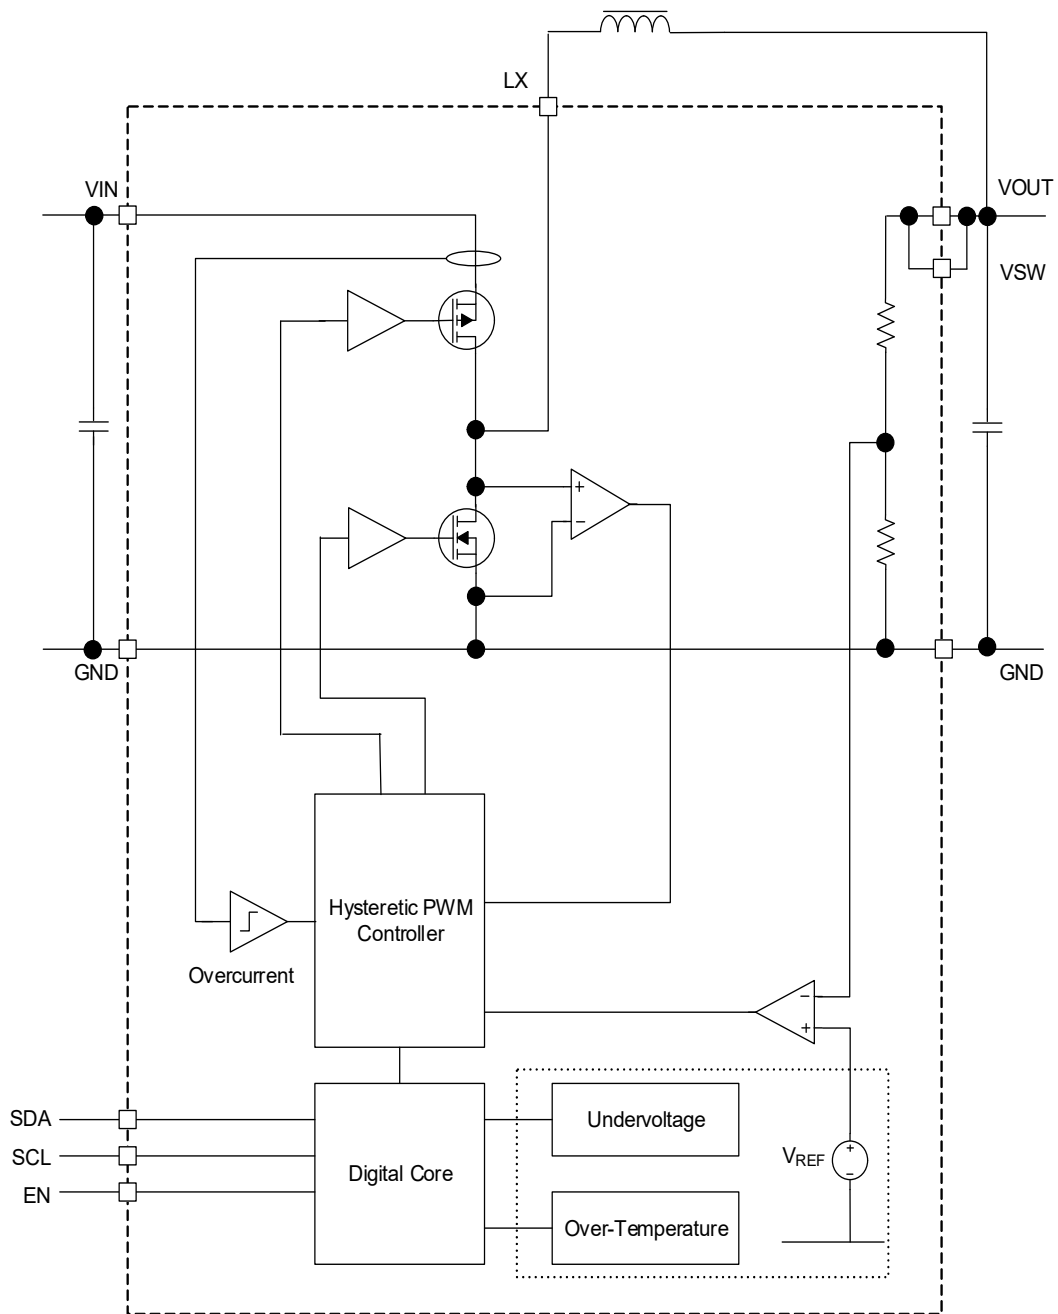 LX
VIN
VOUT
VSW
+
−
GND
GND
Hysteretic PWM
Controller
Overcurrent
−
+
SDA
SCL
EN
Digital Core
Undervoltage
Over-Temperature
VREF
+
−